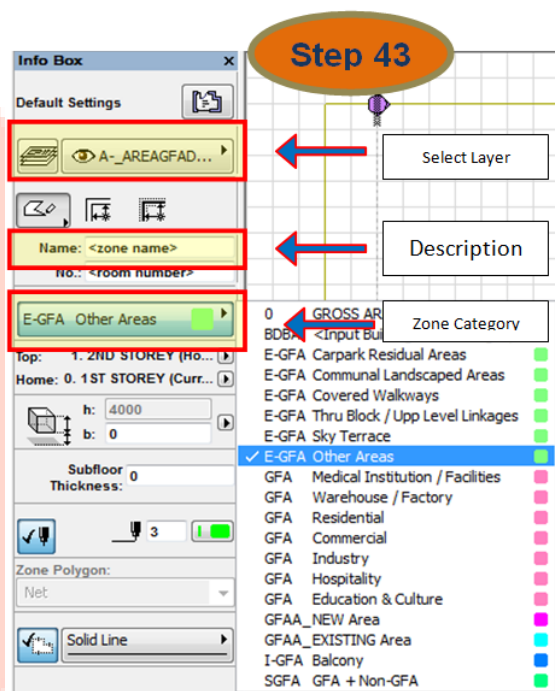 Step 43
Info Box x
Default Settings
A-_AREAGFAD...
Select Layer
Name: <zone name>
Description
No.: <room number>
E-GFA Other Areas
Zone Category
Top: 1. 2ND STOREY (Ho...
Home: 0. 1ST STOREY (Curr...
h: 4000
b: 0
Subfloor
Thickness: 0
3
Zone Polygon:
Net
Solid Line
0 GROSS AR
<Input Bui
E-GFA Carpark Residual Areas
E-GFA Communal Landscaped Areas
E-GFA Covered Walkways
E-GFA Thru Block / Upp Level Linkages
E-GFA Sky Terrace
E-GFA Other Areas
GFA Medical Institution / Facilities
GFA Warehouse / Factory
GFA Residential
GFA Commercial
GFA Industry
GFA Hospitality
GFA Education & Culture
GFAA_NEW Area
GFAA_EXISTING Area
I-GFA Balcony
SGFA GFA + Non-GFA